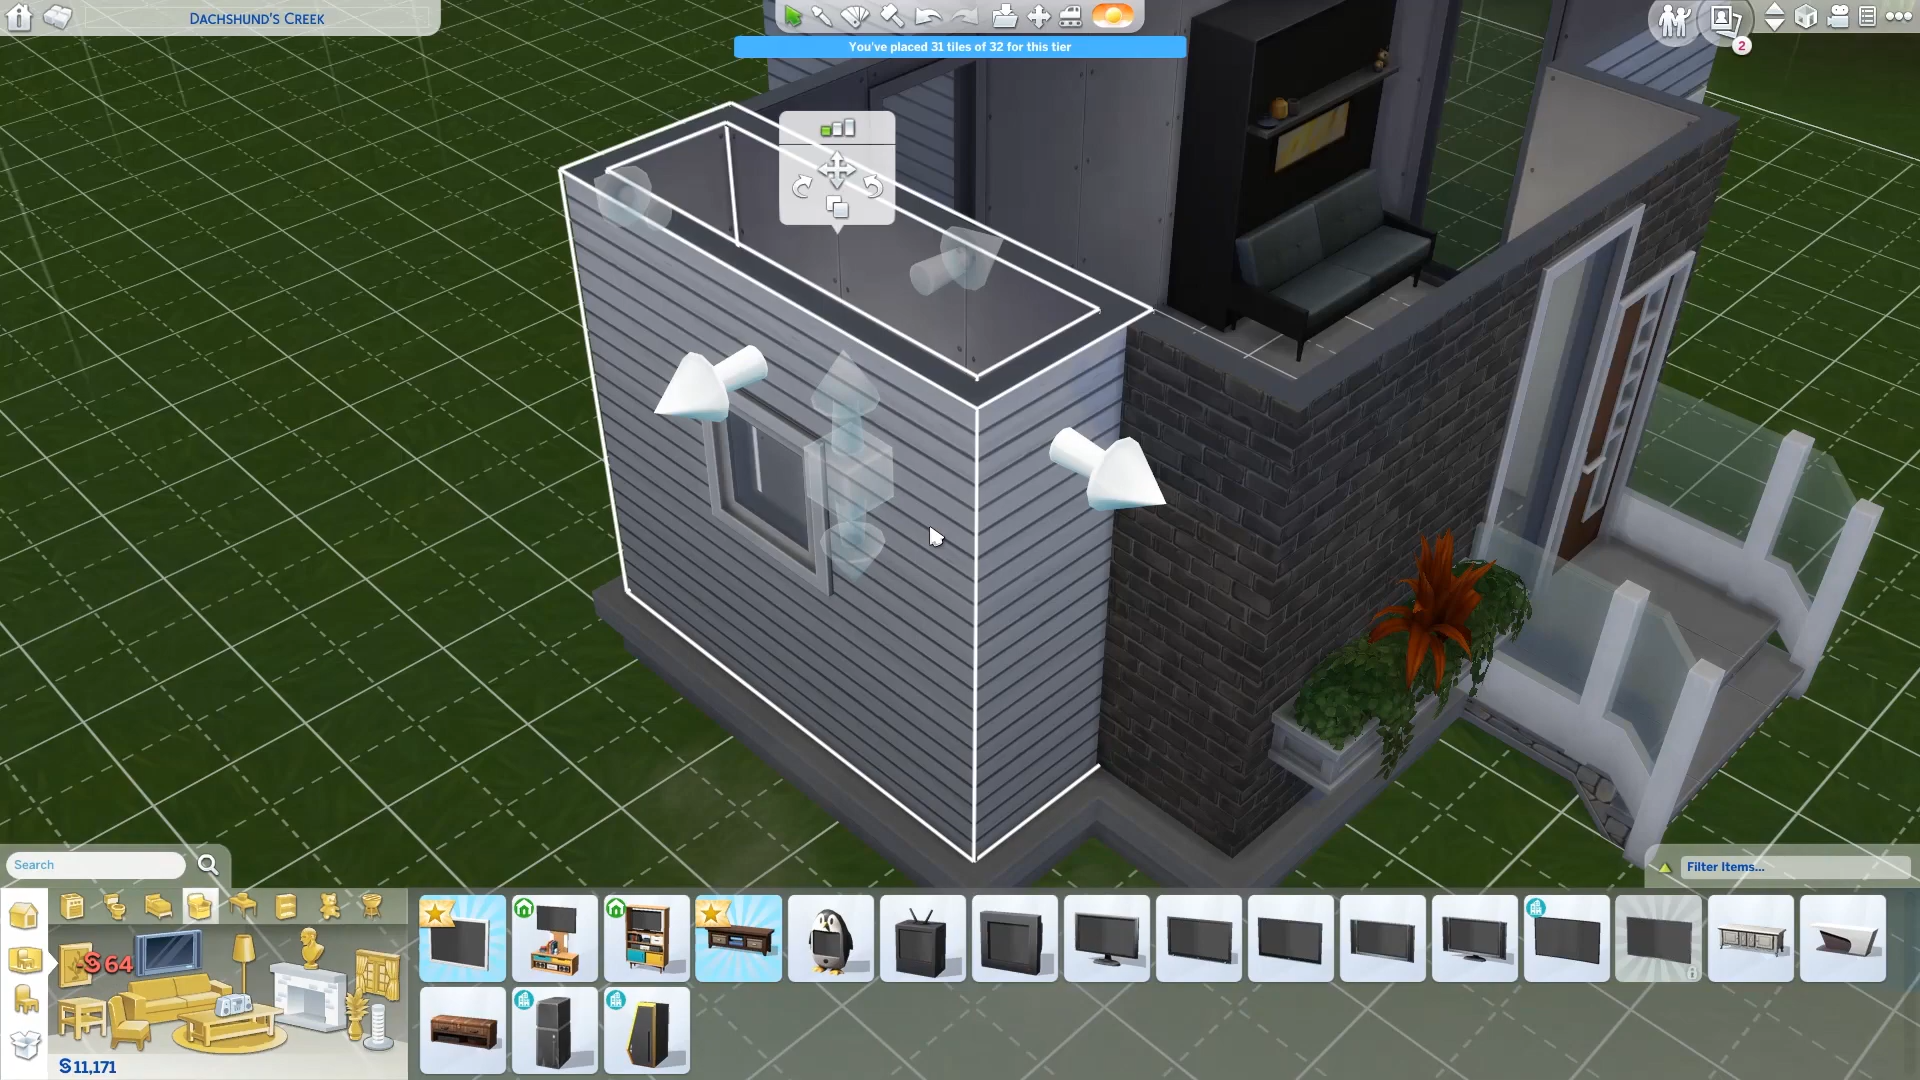 DACHSHUND'S CREEK
You've placed 31 tiles of 32 for this tier
2
Search
Filter Items...
-§64
§11,171